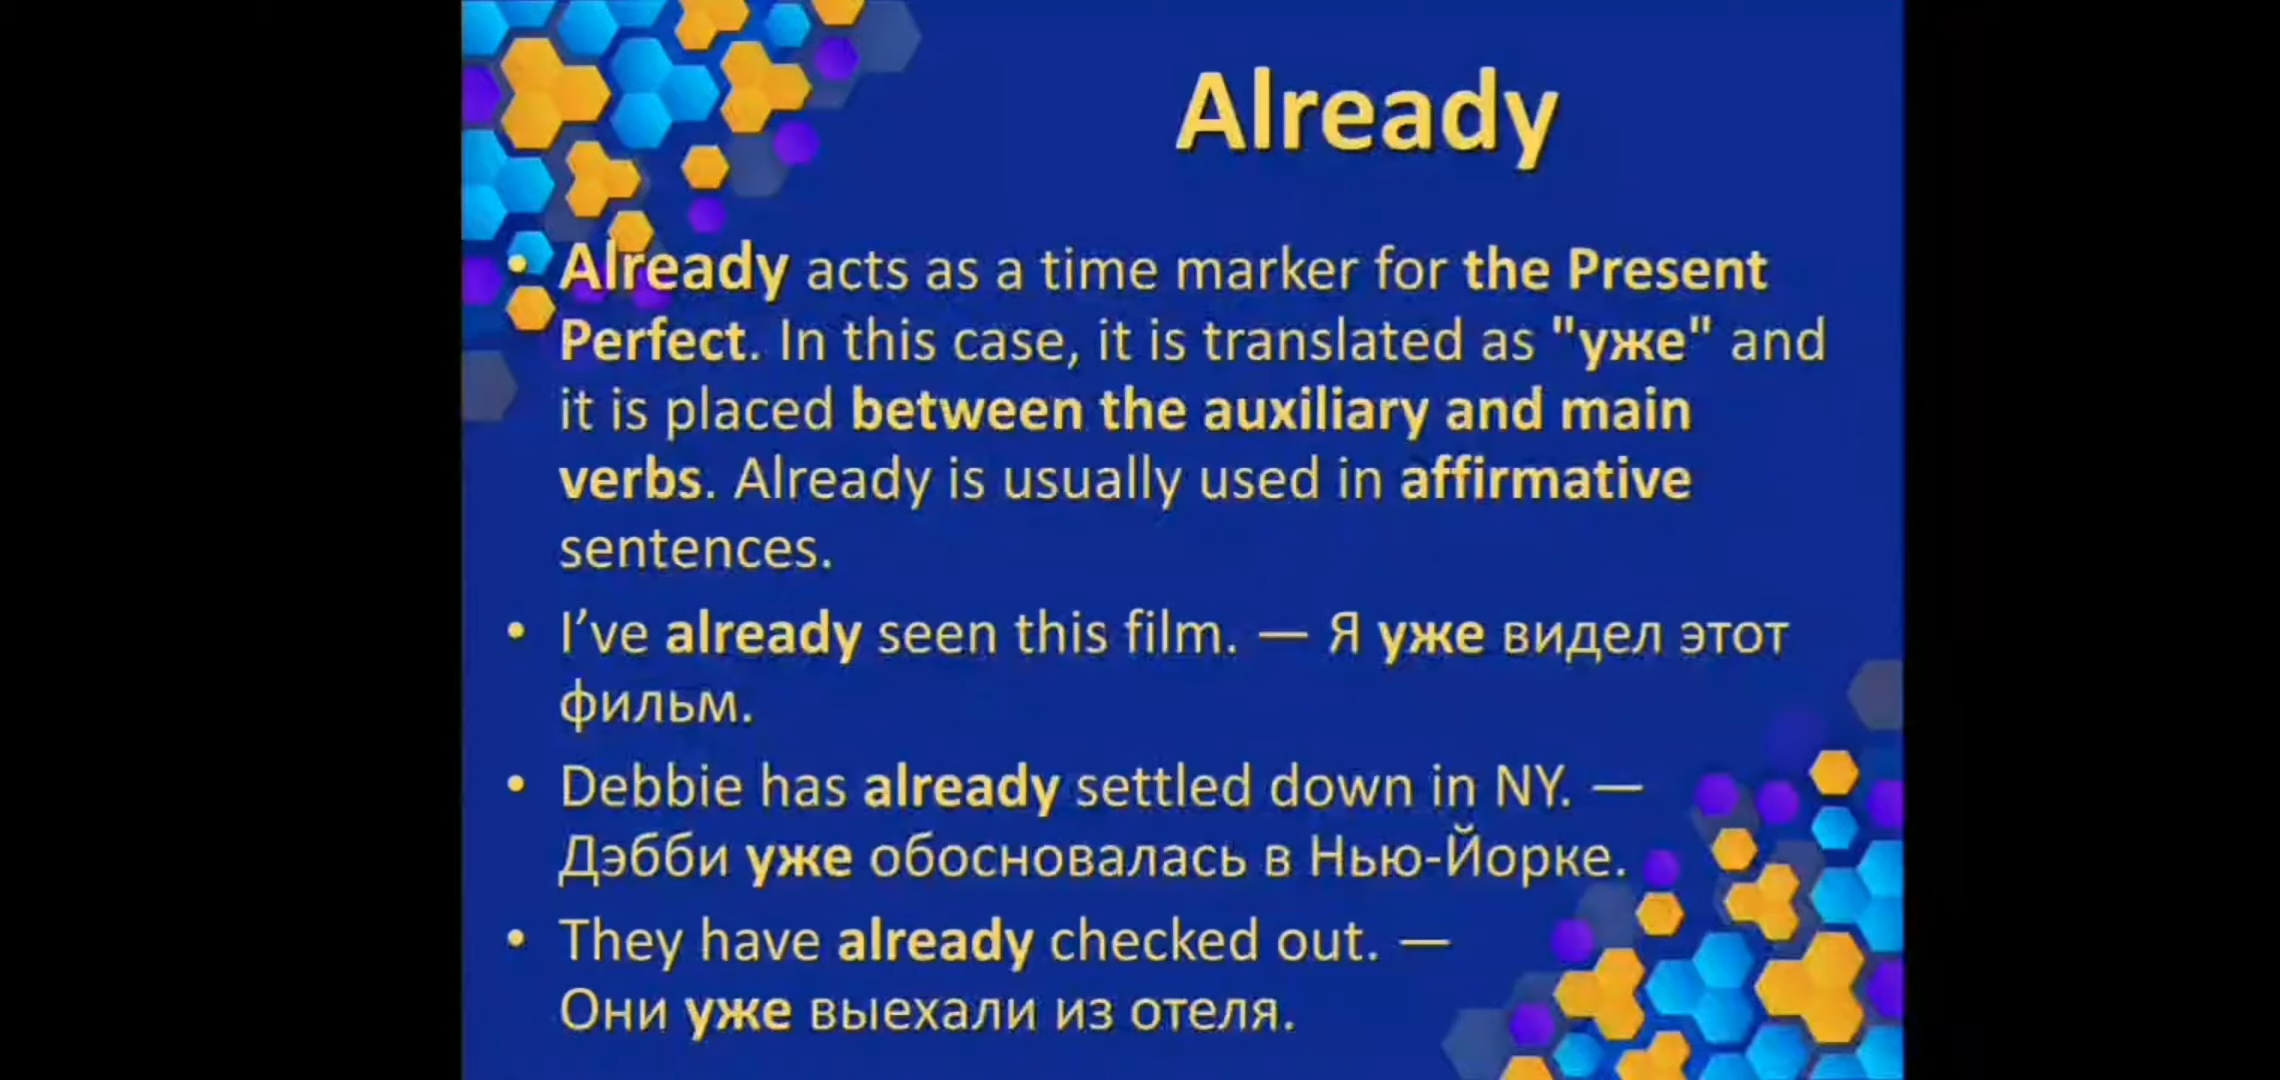 Already
• Already acts as a time marker for the Present
Perfect. In this case, it is translated as "уже" and
it is placed between the auxiliary and main
verbs. Already is usually used in affirmative
sentences.
• I’ve already seen this film. — Я уже видел этот
фильм.
• Debbie has already settled down in NY. —
Дэбби уже обосновалась в Нью-Йорке.
• They have already checked out. —
Они уже выехали из отеля.